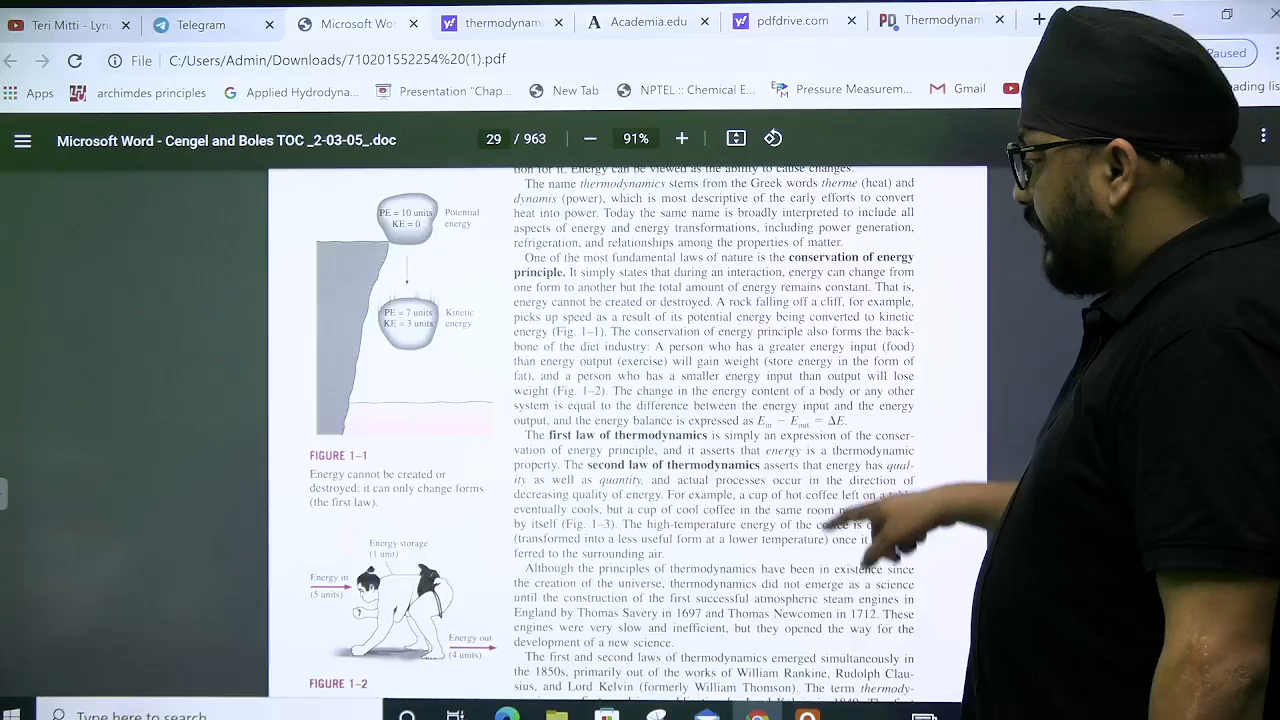 Teri Mitti - Lyric
Telegram
Microsoft Wor
thermodynam
Academia.edu
pdfdrive.com
Thermodynam
Paused
File
C:/Users/Admin/Downloads/710201552254%20(1).pdf
Apps
archimdes principles
Applied Hydrodyna...
Presentation "Chap...
New Tab
NPTEL :: Chemical E...
Pressure Measurem...
Gmail
eading list
Microsoft Word - Cengel and Boles TOC _2-03-05_.doc
29 / 963
91%
PE = 10 units
KE = 0
Potential
energy
PE = 7 units
KE = 3 units
Kinetic
energy
FIGURE 1–1
Energy cannot be created or
destroyed; it can only change forms
(the first law).
Energy storage
(1 unit)
Energy in
(5 units)
Energy out
(4 units)
FIGURE 1–2
tion for it. Energy can be viewed as the ability to cause changes.
The name thermodynamics stems from the Greek words therme (heat) and
dynamis (power), which is most descriptive of the early efforts to convert
heat into power. Today the same name is broadly interpreted to include all
aspects of energy and energy transformations, including power generation,
refrigeration, and relationships among the properties of matter.
One of the most fundamental laws of nature is the conservation of energy
principle. It simply states that during an interaction, energy can change from
one form to another but the total amount of energy remains constant. That is,
energy cannot be created or destroyed. A rock falling off a cliff, for example,
picks up speed as a result of its potential energy being converted to kinetic
energy (Fig. 1–1). The conservation of energy principle also forms the back-
bone of the diet industry: A person who has a greater energy input (food)
than energy output (exercise) will gain weight (store energy in the form of
fat), and a person who has a smaller energy input than output will lose
weight (Fig. 1–2). The change in the energy content of a body or any other
system is equal to the difference between the energy input and the energy
output, and the energy balance is expressed as Ein − Eout = ΔE.
The first law of thermodynamics is simply an expression of the conser-
vation of energy principle, and it asserts that energy is a thermodynamic
property. The second law of thermodynamics asserts that energy has qual-
ity as well as quantity, and actual processes occur in the direction of
decreasing quality of energy. For example, a cup of hot coffee left on a
eventually cools, but a cup of cool coffee in the same room
by itself (Fig. 1–3). The high-temperature energy of the coffee is
(transformed into a less useful form at a lower temperature) once it
ferred to the surrounding air.
Although the principles of thermodynamics have been in existence since
the creation of the universe, thermodynamics did not emerge as a science
until the construction of the first successful atmospheric steam engines in
England by Thomas Savery in 1697 and Thomas Newcomen in 1712. These
engines were very slow and inefficient, but they opened the way for the
development of a new science.
The first and second laws of thermodynamics emerged simultaneously in
the 1850s, primarily out of the works of William Rankine, Rudolph Clau-
sius, and Lord Kelvin (formerly William Thomson). The term thermody-
Type here to search